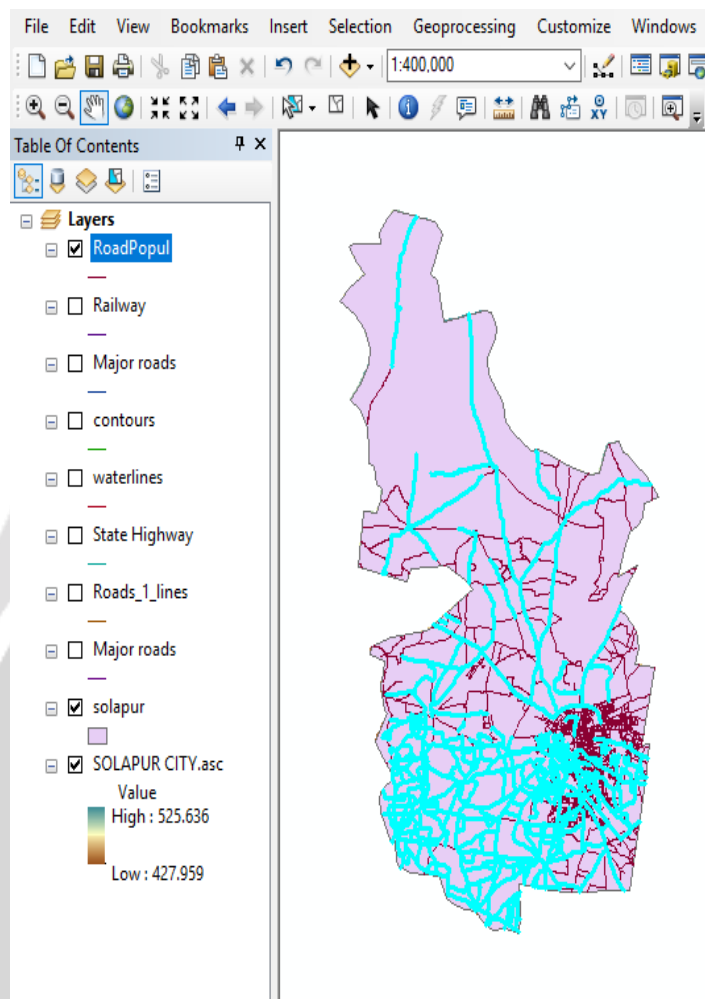 File Edit View Bookmarks Insert Selection Geoprocessing Customize Windows
1:400,000
XY
Table Of Contents
Layers
RoadPopul
Railway
Major roads
contours
waterlines
State Highway
Roads_1_lines
Major roads
solapur
SOLAPUR CITY.asc
Value
High : 525.636
Low : 427.959